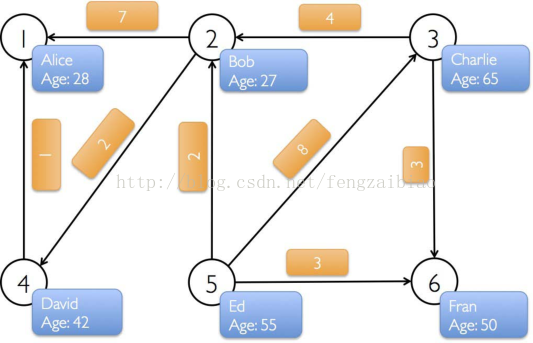 7
4
1
2
3
Alice
Age: 28
Bob
Age: 27
Charlie
Age: 65
1
2
2
8
3
3
4
5
6
David
Age: 42
Ed
Age: 55
Fran
Age: 50